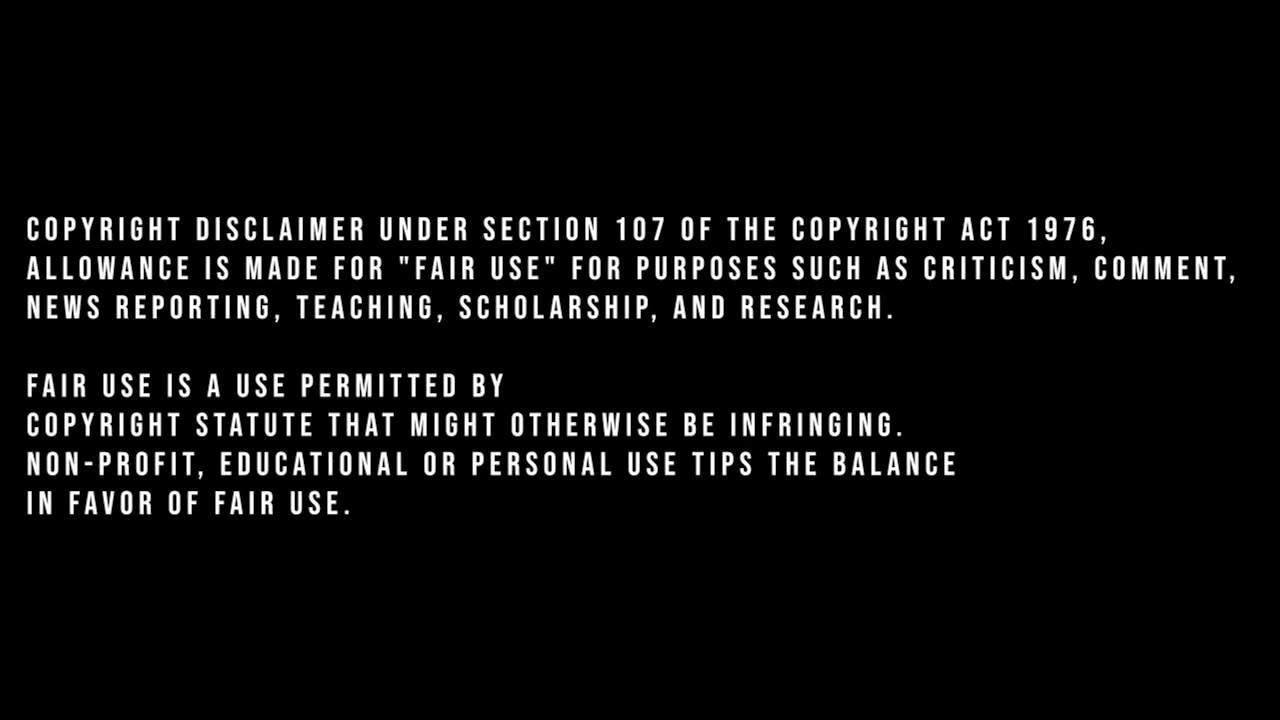 COPYRIGHT DISCLAIMER UNDER SECTION 107 OF THE COPYRIGHT ACT 1976,
ALLOWANCE IS MADE FOR "FAIR USE" FOR PURPOSES SUCH AS CRITICISM, COMMENT,
NEWS REPORTING, TEACHING, SCHOLARSHIP, AND RESEARCH.
FAIR USE IS A USE PERMITTED BY
COPYRIGHT STATUTE THAT MIGHT OTHERWISE BE INFRINGING.
NON-PROFIT, EDUCATIONAL OR PERSONAL USE TIPS THE BALANCE
IN FAVOR OF FAIR USE.